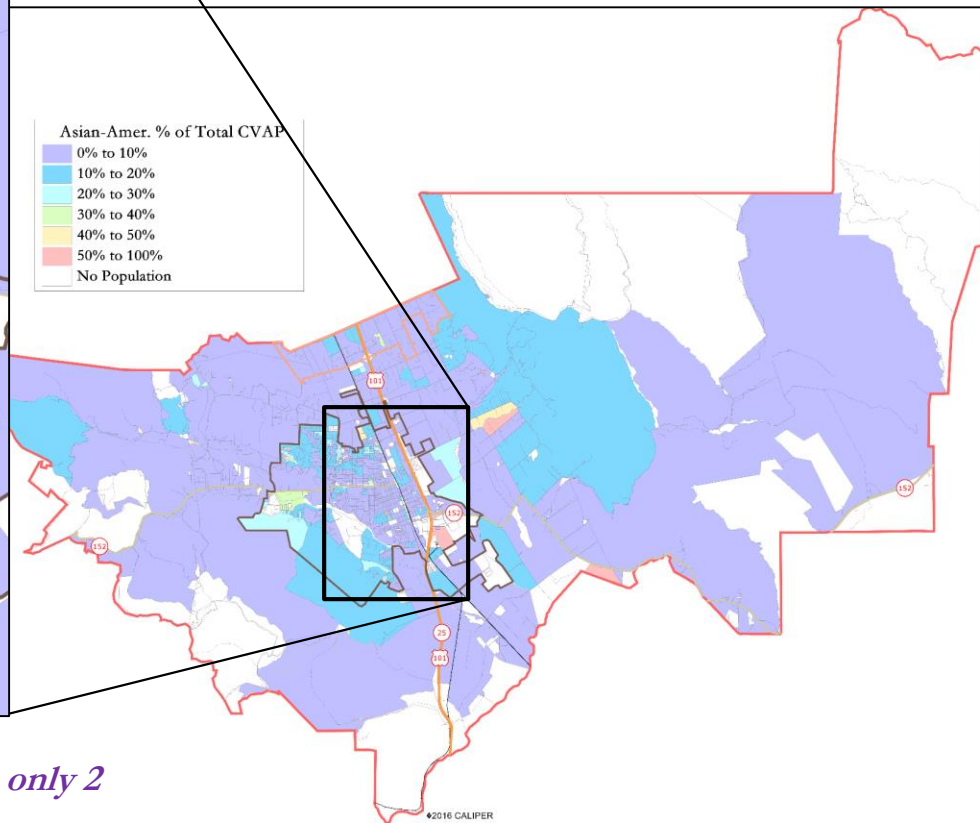 Asian-Amer. % of Total CVAP
0% to 10%
10% to 20%
20% to 30%
30% to 40%
40% to 50%
50% to 100%
No Population
101
152
152
152
25
101
only 2
©2016 CALIPER